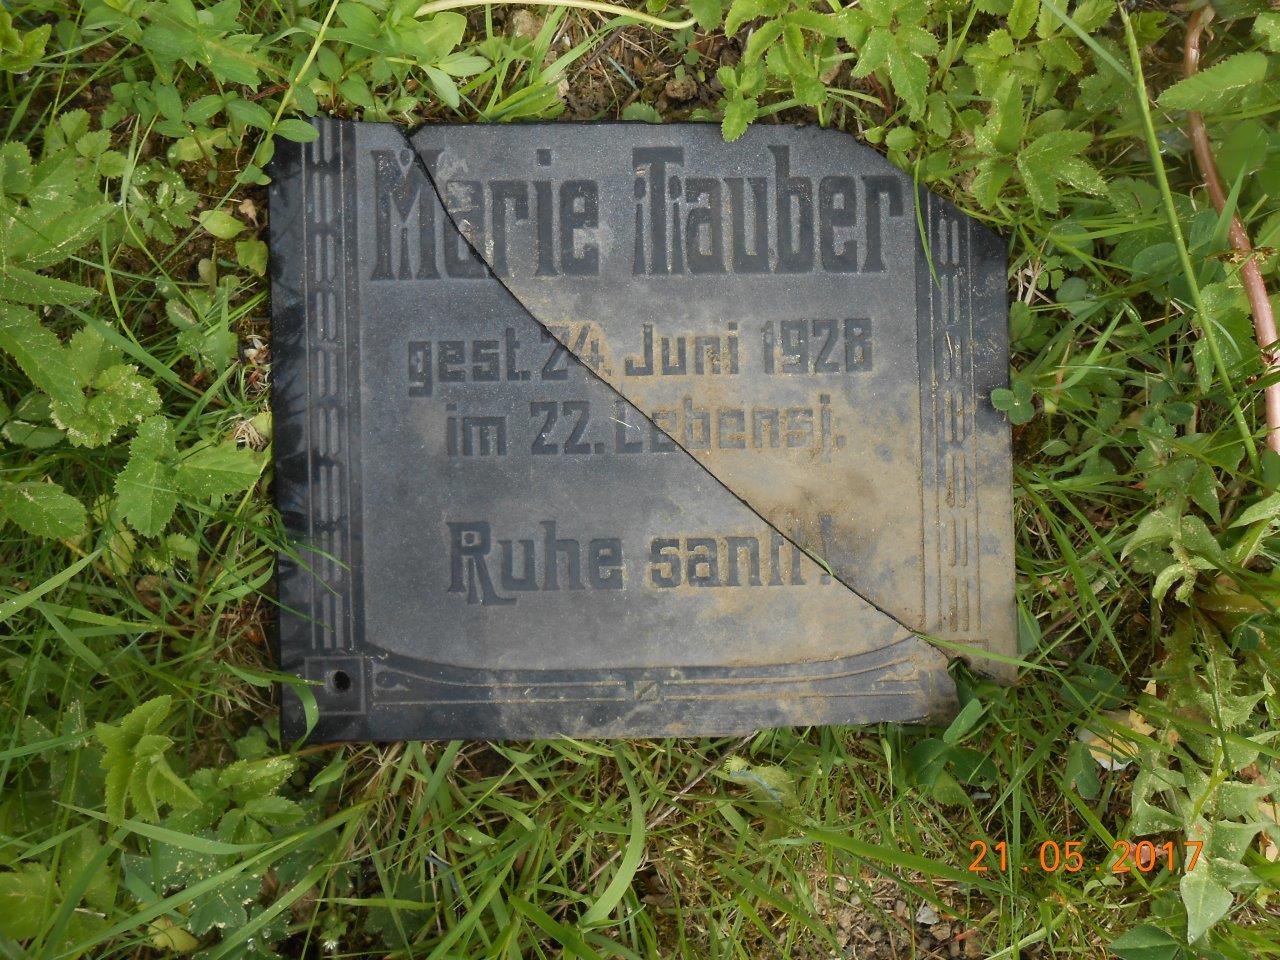 Marie Tauber
gest. 24. Juni 1928
im 22. Lebensj.
Ruhe sanft!
21.05.2017